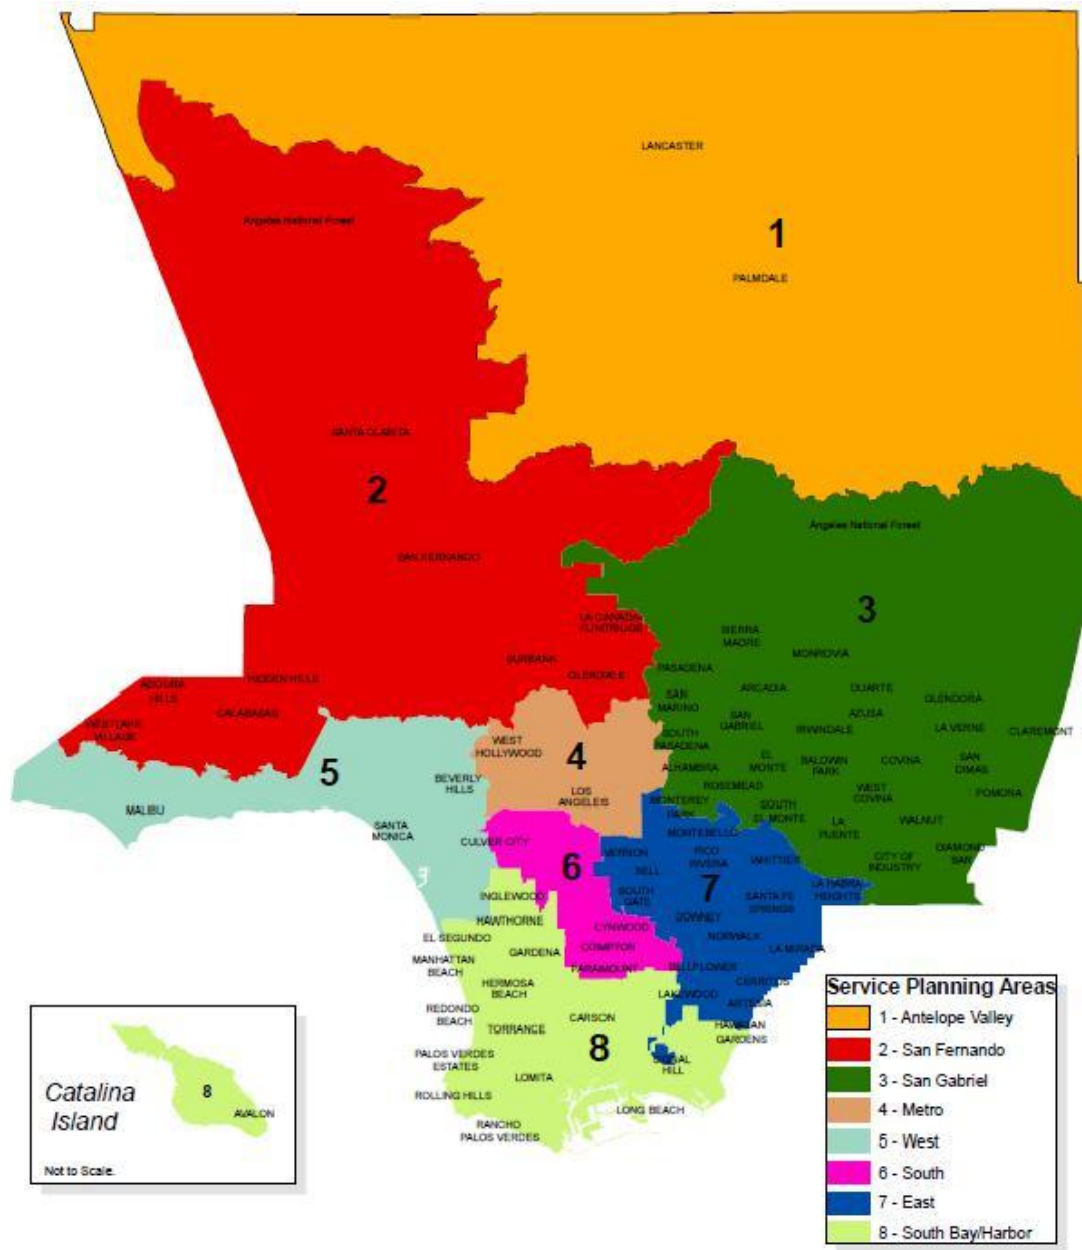 LANCASTER
1
Angeles National Forest
PALMDALE
SANTA CLARITA
2
Angeles National Forest
SAN FERNANDO
3
LA CANADA
FLINTRIDGE
SIERRA
MADRE
MONROVIA
BURBANK
GLENDALE
PASADENA
HIDDEN HILLS
AGOURA
HILLS
CALABASAS
WESTLAKE
VILLAGE
SAN
MARINO
ARCADIA
DUARTE
GLENDORA
SAN
GABRIEL
AZUSA
IRWINDALE
LA VERNE
CLAREMONT
SOUTH
PASADENA
WEST
HOLLYWOOD
4
5
BEVERLY
HILLS
ALHAMBRA
EL
MONTE
BALDWIN
PARK
COVINA
SAN
DIMAS
ROSEMEAD
WEST
COVINA
POMONA
LOS
ANGELEIS
MONTEREY
PARK
SOUTH
EL MONTE
MALIBU
SANTA
MONICA
CULVER CITY
MONTEBELLO
LA
PUENTE
WALNUT
DIAMOND
BAR
CITY OF
INDUSTRY
6
VERNON
PICO
RIVERA
WHITTIER
BELL
7
LA HABRA
HEIGHTS
INGLEWOOD
SOUTH
GATE
SANTA FE
SPRINGS
HAWTHORNE
LYNWOOD
DOWNEY
EL SEGUNDO
NORWALK
GARDENA
COMPTON
LA MIRADA
MANHATTAN
BEACH
PARAMOUNT
BELLFLOWER
HERMOSA
BEACH
LAKEWOOD
CERRITOS
ARTESIA
REDONDO
BEACH
CARSON
TORRANCE
HAWAIIAN
GARDENS
8
PALOS VERDES
ESTATES
SIGNAL
HILL
LOMITA
ROLLING HILLS
LONG BEACH
RANCHO
PALOS VERDES
Catalina
Island
8
AVALON
Not to Scale.
Service Planning Areas
1 - Antelope Valley
2 - San Fernando
3 - San Gabriel
4 - Metro
5 - West
6 - South
7 - East
8 - South Bay/Harbor